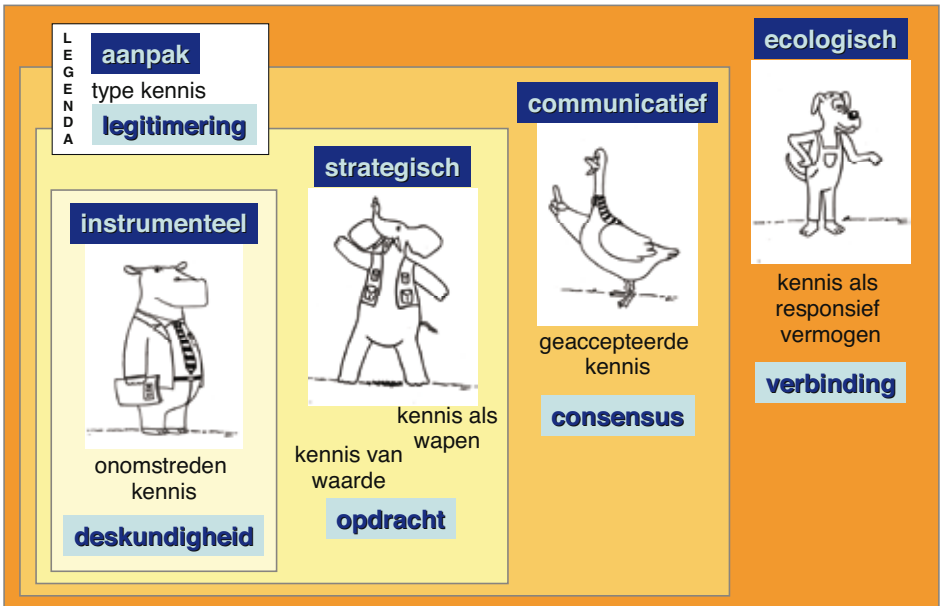 LEGENDA
aanpak
type kennis
legitimering
instrumenteel
onomstreden
kennis
deskundigheid
strategisch
kennis als
wapen
kennis van
waarde
opdracht
communicatief
geaccepteerde
kennis
consensus
ecologisch
kennis als
responsief
vermogen
verbinding